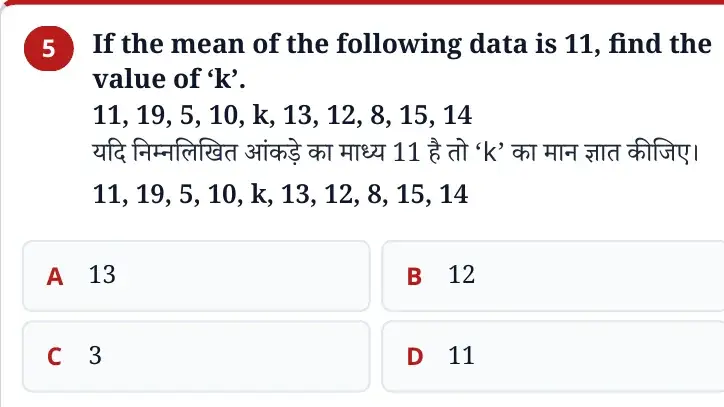 5 If the mean of the following data is 11, find the
value of ‘k’.
11, 19, 5, 10, k, 13, 12, 8, 15, 14
यदि निम्नलिखित आंकड़े का माध्य 11 है तो ‘k’ का मान ज्ञात कीजिए।
11, 19, 5, 10, k, 13, 12, 8, 15, 14
A 13
B 12
C 3
D 11